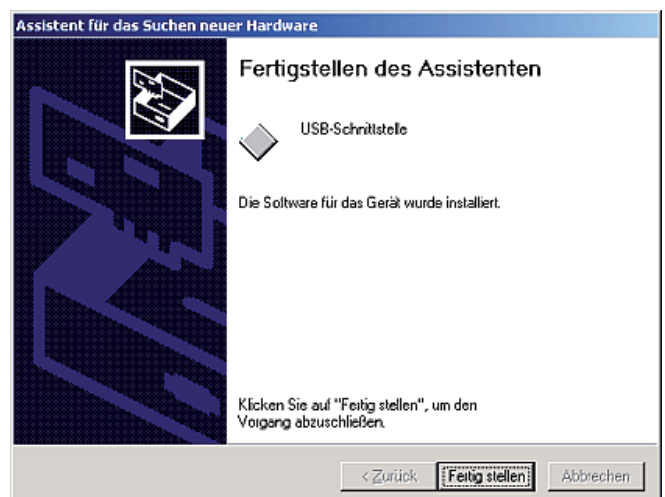 Assistent für das Suchen neuer Hardware
Fertigstellen des Assistenten
USB-Schnittstelle
Die Software für das Gerät wurde installiert.
Klicken Sie auf "Fertig stellen", um den
Vorgang abzuschließen.
< Zurück
Fertig stellen
Abbrechen